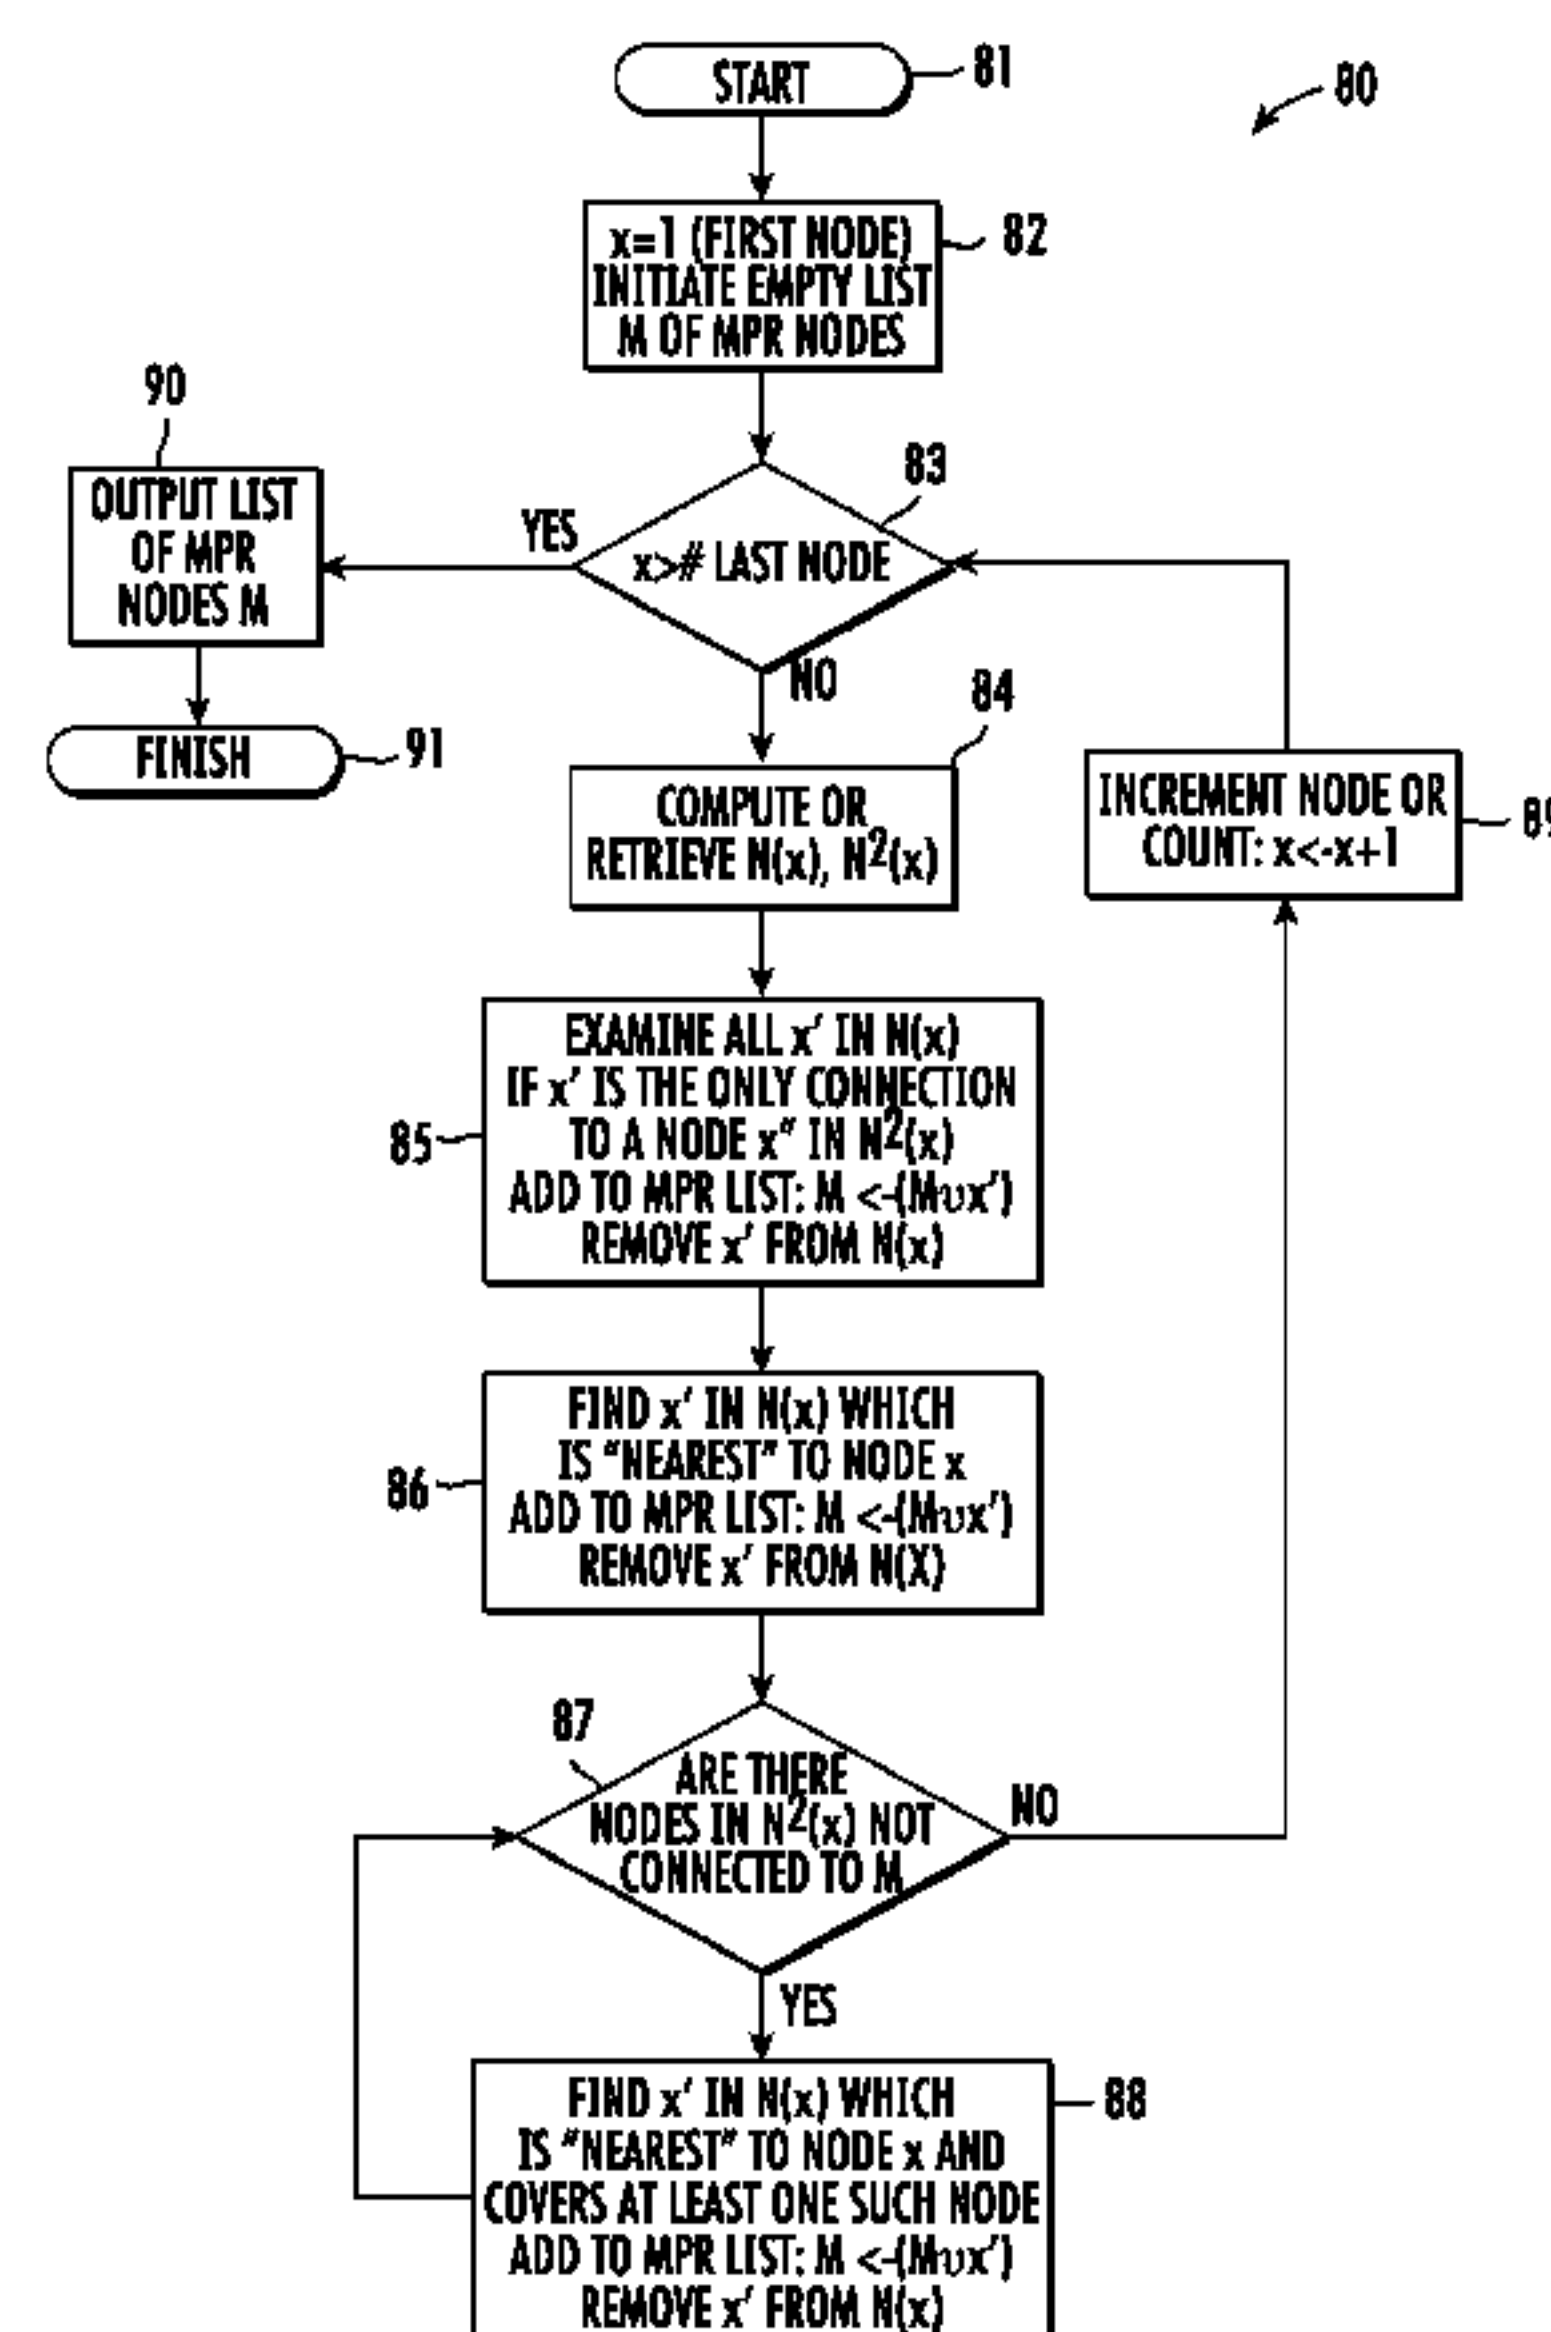 START
81
80
x=1 (FIRST NODE)
INITIATE EMPTY LIST
M OF MPR NODES
82
90
OUTPUT LIST
OF MPR
NODES M
YES
x># LAST NODE
83
NO
FINISH
91
84
COMPUTE OR
RETRIEVE N(x), N²(x)
INCREMENT NODE OR
COUNT: x<-x+1
89
EXAMINE ALL x' IN N(x)
IF x' IS THE ONLY CONNECTION
TO A NODE x" IN N²(x)
ADD TO MPR LIST: M <-(M∪x')
REMOVE x' FROM N(x)
85
FIND x' IN N(x) WHICH
IS "NEAREST" TO NODE x
ADD TO MPR LIST: M <-(M∪x')
REMOVE x' FROM N(X)
86
87
ARE THERE
NODES IN N²(x) NOT
CONNECTED TO M
NO
YES
FIND x' IN N(x) WHICH
IS "NEAREST" TO NODE x AND
COVERS AT LEAST ONE SUCH NODE
ADD TO MPR LIST: M <-(M∪x')
REMOVE x' FROM N(x)
88